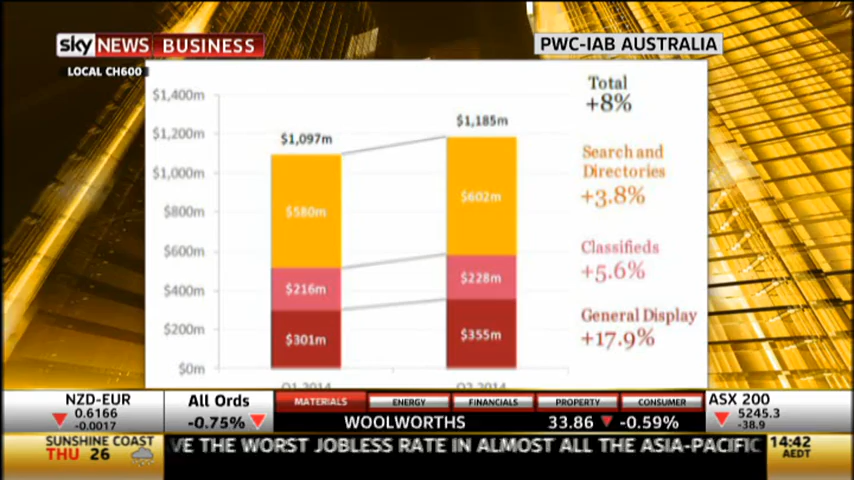 sky NEWS BUSINESS
PWC-IAB AUSTRALIA
LOCAL CH600
$1,400m
$1,200m
$1,000m
$800m
$600m
$400m
$200m
$0m
$1,097m
$580m
$216m
$301m
$1,185m
$602m
$228m
$355m
Q1 2014
Q2 2014
Total
+8%
Search and
Directories
+3.8%
Classifieds
+5.6%
General Display
+17.9%
NZD-EUR
0.6166
-0.0017
All Ords
-0.75%
MATERIALS ENERGY FINANCIALS PROPERTY CONSUMER
WOOLWORTHS 33.86 -0.59%
ASX 200
5245.3
-38.9
SUNSHINE COAST
THU 26
VE THE WORST JOBLESS RATE IN ALMOST ALL THE ASIA-PACIFIC
14:42
AEDT